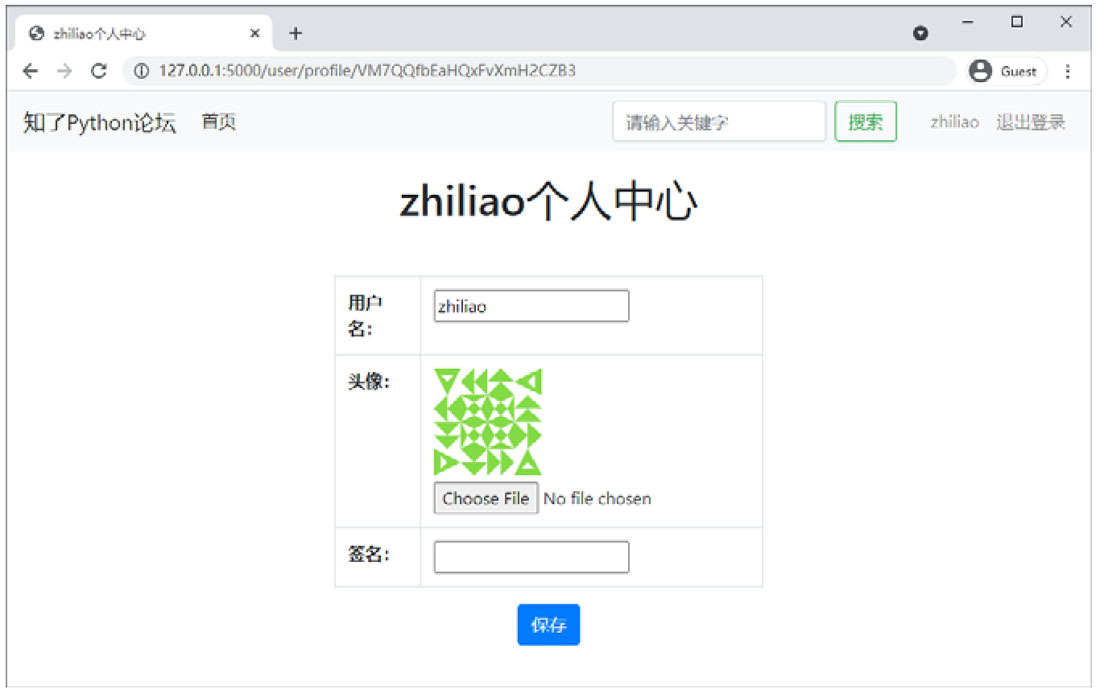 zhiliao个人中心
127.0.0.1:5000/user/profile/VM7QQfbEaHQxFvXmH2CZB3
Guest
知了Python论坛 首页 请输入关键字 搜索 zhiliao 退出登录
zhiliao个人中心
用户
名：
zhiliao
头像：
Choose File No file chosen
签名：
保存